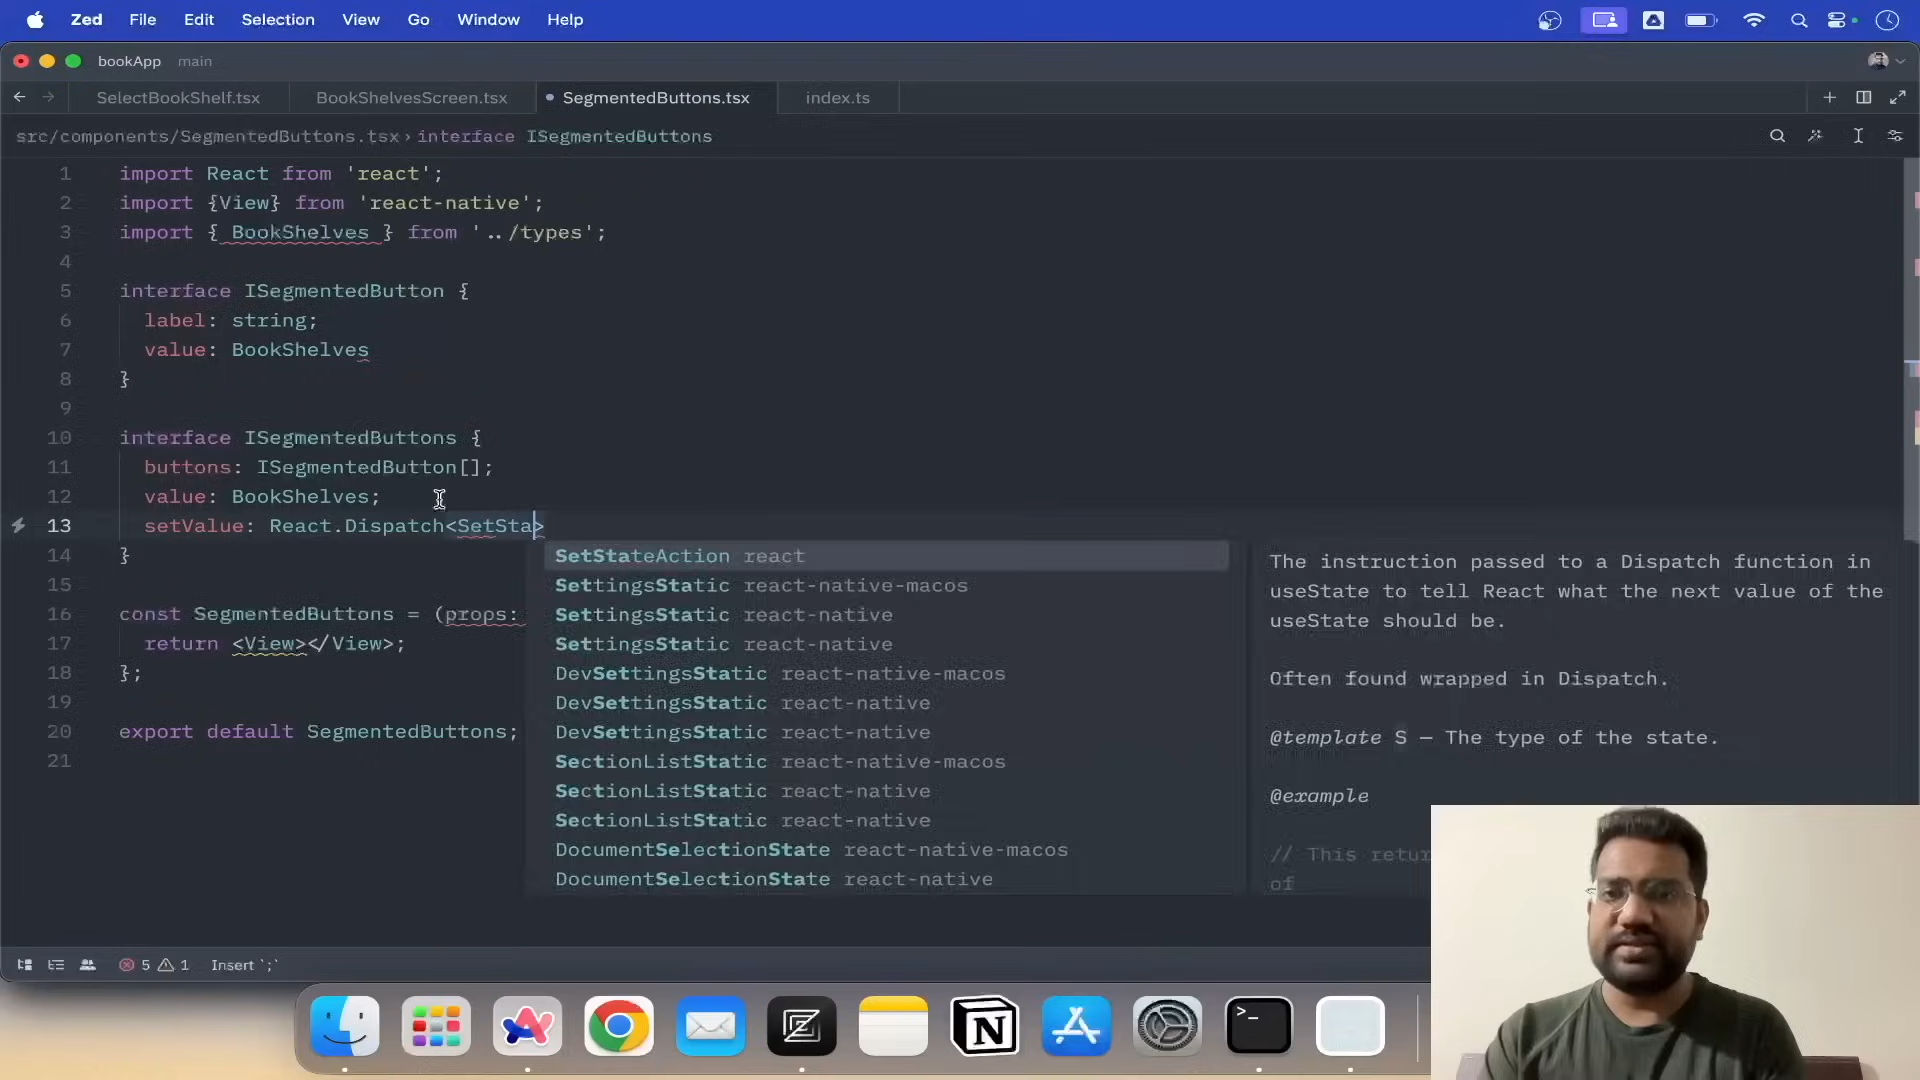 Zed File Edit Selection View Go Window Help
bookApp main
SelectBookShelf.tsx BookShelvesScreen.tsx SegmentedButtons.tsx index.ts
src/components/SegmentedButtons.tsx › interface ISegmentedButtons
1 import React from 'react';
2 import {View} from 'react-native';
3 import { BookShelves } from '../types';
4
5 interface ISegmentedButton {
6 label: string;
7 value: BookShelves
8 }
9
10 interface ISegmentedButtons {
11 buttons: ISegmentedButton[];
12 value: BookShelves;
13 setValue: React.Dispatch<SetSta>
14 }
15
16 const SegmentedButtons = (props:
17 return <View></View>;
18 };
19
20 export default SegmentedButtons;
21
SetStateAction react
SettingsStatic react-native-macos
SettingsStatic react-native
SettingsStatic react-native
DevSettingsStatic react-native-macos
DevSettingsStatic react-native
DevSettingsStatic react-native
SectionListStatic react-native-macos
SectionListStatic react-native
SectionListStatic react-native
DocumentSelectionState react-native-macos
DocumentSelectionState react-native
The instruction passed to a Dispatch function in
useState to tell React what the next value of the
useState should be.
Often found wrapped in Dispatch.
@template S — The type of the state.
@example
// This retur
of
5 1 Insert `;`